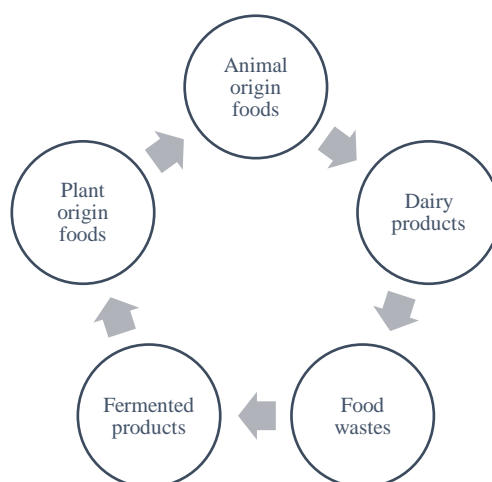 Animal
origin
foods
Dairy
products
Food
wastes
Fermented
products
Plant
origin
foods